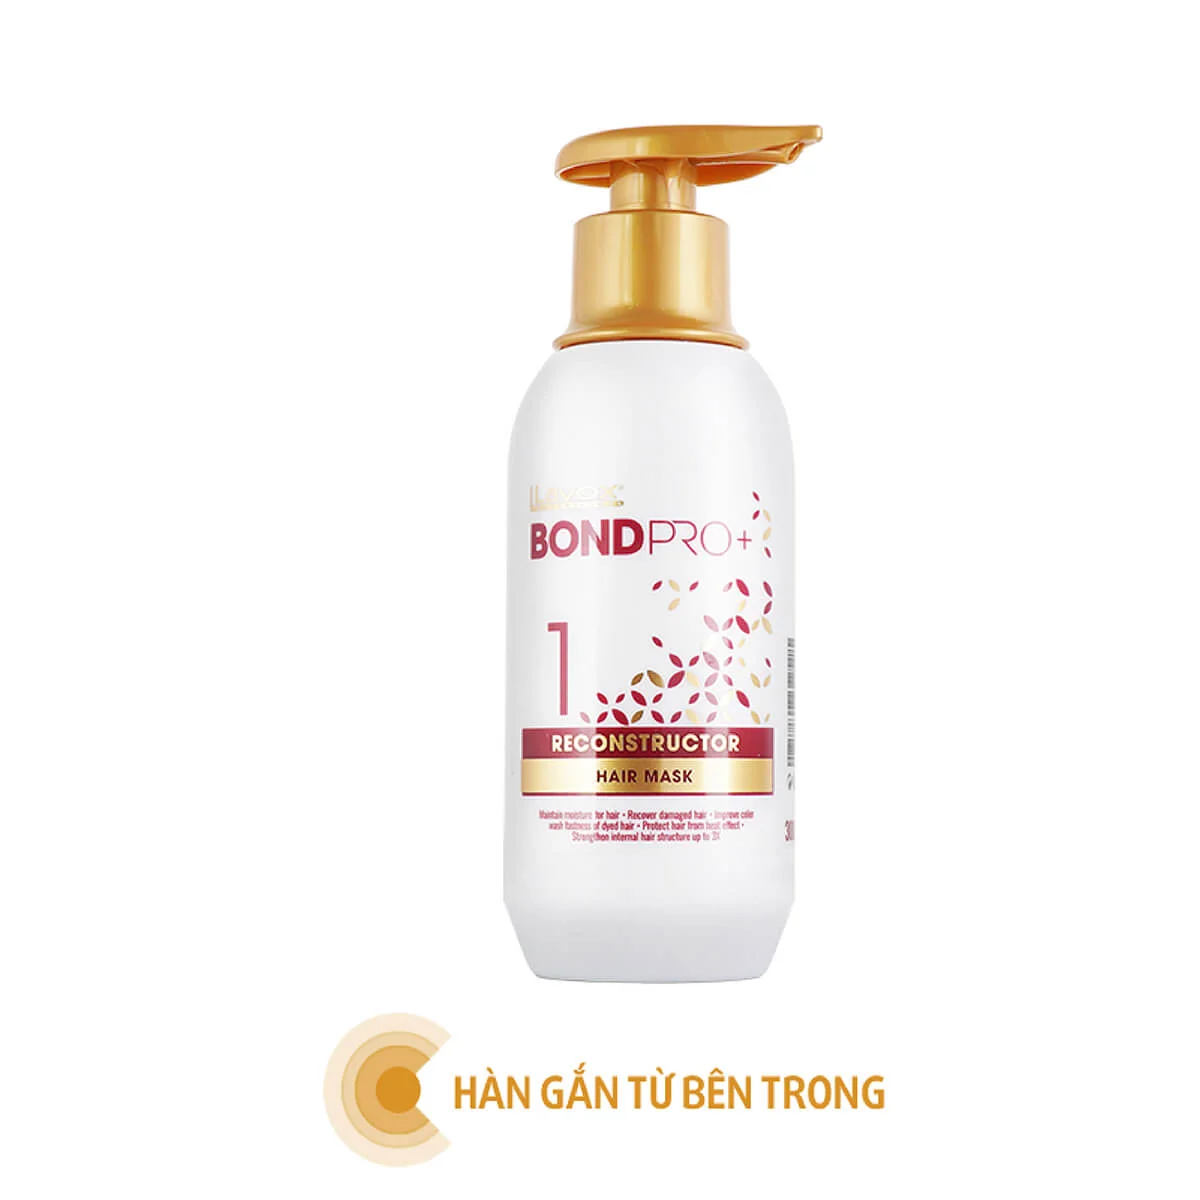 BONDPRO+
1
RECONSTRUCTOR
HAIR MASK
Maintain moisture for hair • Recover damaged hair • Improve color
wash fastness of dyed hair • Protect hair from heat effect •
Strengthen internal hair structure up to 3X
HÀN GẮN TỪ BÊN TRONG